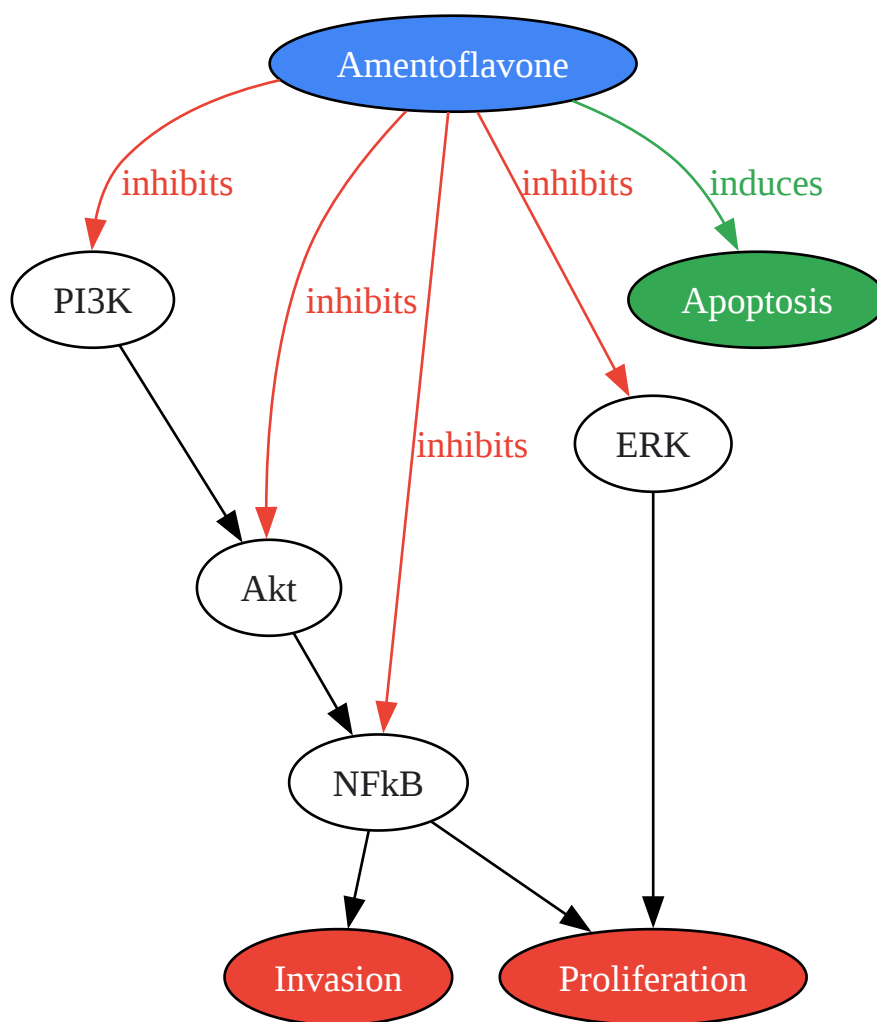 Amentoflavone
inhibits
inhibits
induces
PI3K
inhibits
Apoptosis
inhibits
ERK
Akt
NFkB
Invasion
Proliferation